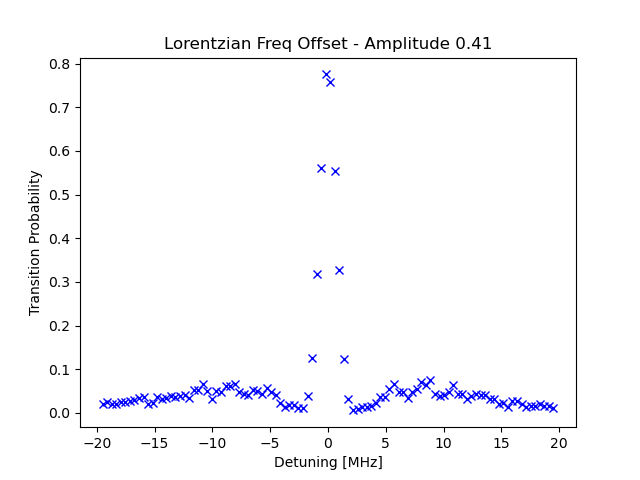 Lorentzian Freq Offset - Amplitude 0.41
Transition Probability
0.8
0.7
0.6
0.5
0.4
0.3
0.2
0.1
0.0
−20 −15 −10 −5 0 5 10 15 20
Detuning [MHz]